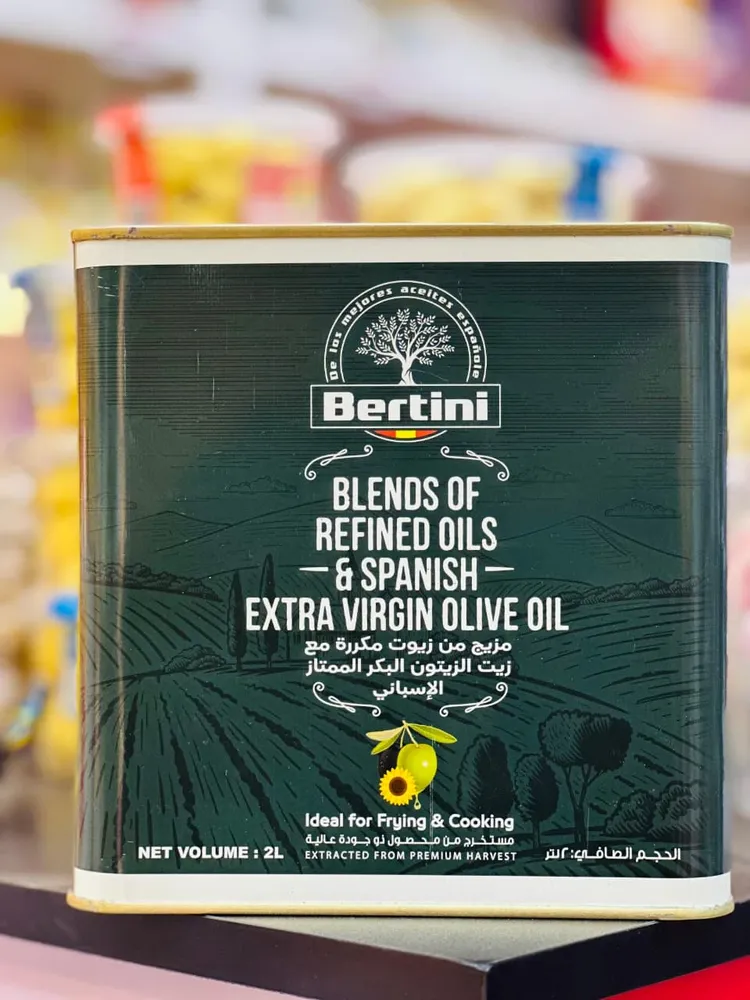 De los mejores aceites españole
Bertini
BLENDS OF
REFINED OILS
& SPANISH
EXTRA VIRGIN OLIVE OIL
مزيج من زيوت مكررة مع
زيت الزيتون البكر الممتاز
الإسباني
Ideal for Frying & Cooking
مستخرج من محصول ذو جودة عالية
EXTRACTED FROM PREMIUM HARVEST
NET VOLUME : 2L
الحجم الصافي: ٢لتر